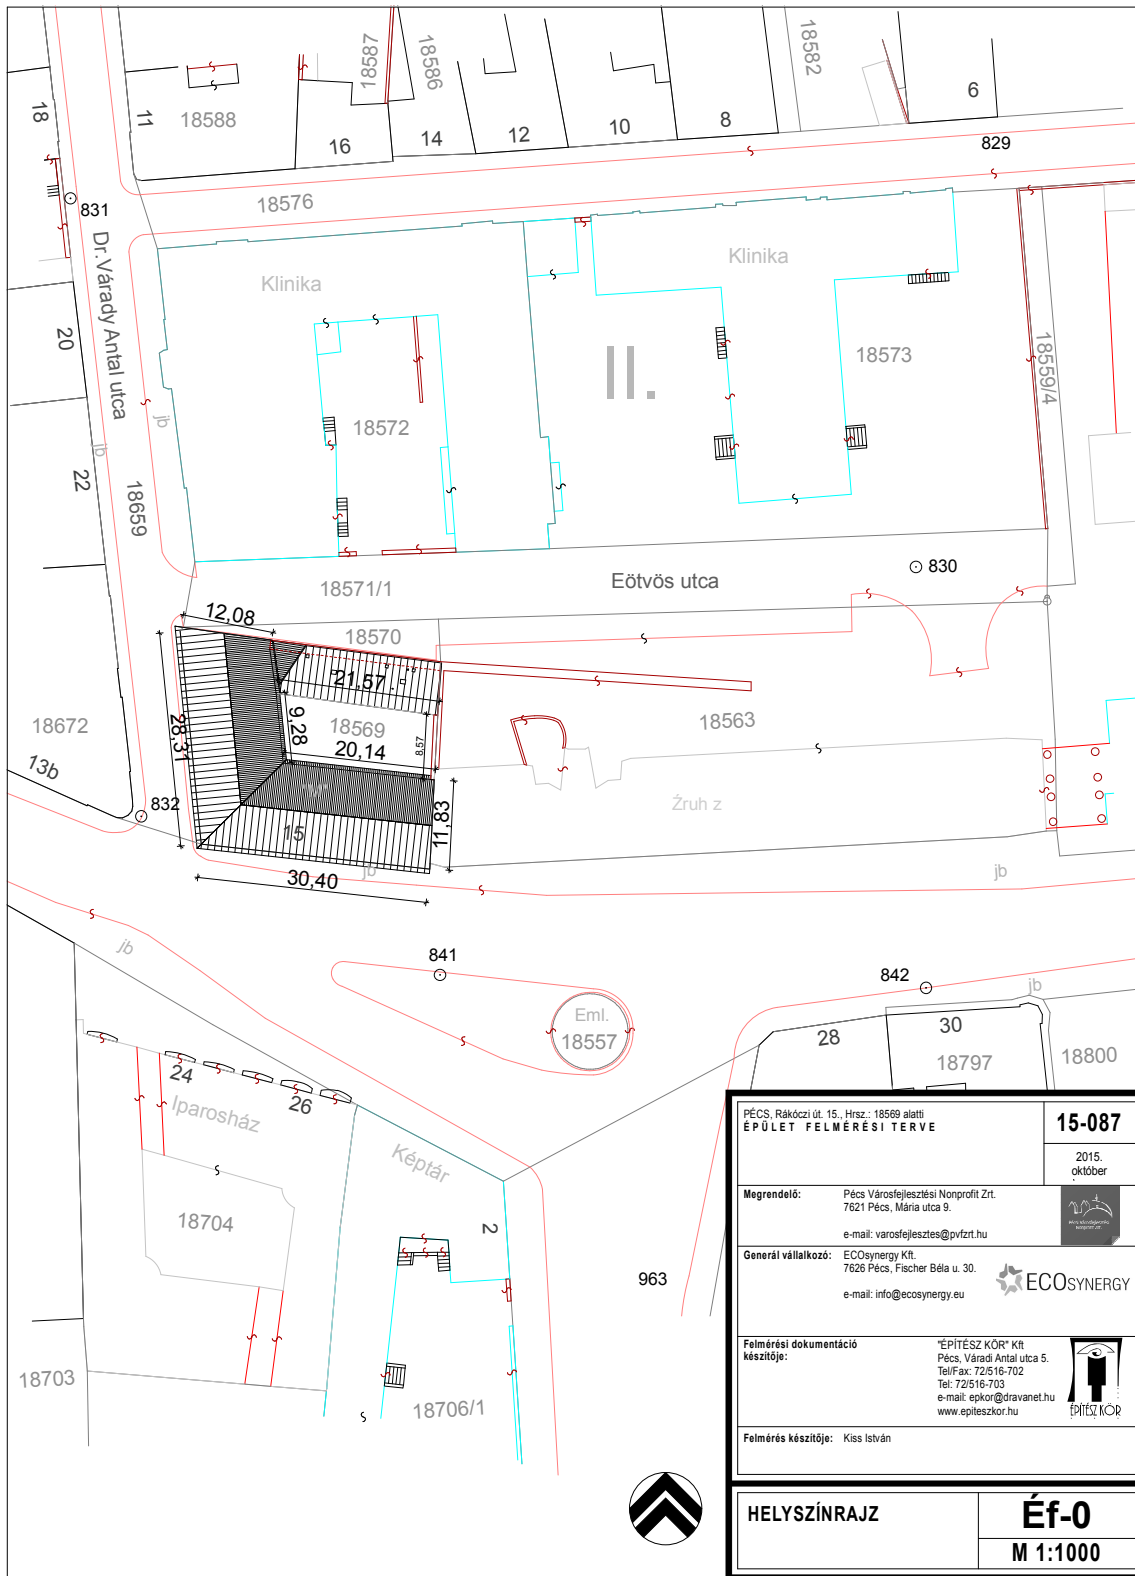 18587
18586
18582
18
11
18588
16
14
12
10
8
6
829
831
18576
Dr.Várady Antal utca
Klinika
Klinika
20
II.
18573
18559/4
jb
18572
jb
22
18659
18571/1
Eötvös utca
830
12,08
18570
21,57
28,31
9,28
18569
8,57
18563
18672
20,14
13b
832
Žruh z
15
11,83
30,40
jb
jb
jb
841
842
jb
Eml.
18557
28
30
18797
18800
24
26
Iparosház
Képtár
18704
2
963
18703
18706/1
PÉCS, Rákóczi út. 15., Hrsz.: 18569 alatti
ÉPÜLET FELMÉRÉSI TERVE
15-087
2015.
október
Megrendelő:
Pécs Városfejlesztési Nonprofit Zrt.
7621 Pécs, Mária utca 9.
e-mail: varosfejlesztes@pvfzrt.hu
Generál vállalkozó:
ECOsynergy Kft.
7626 Pécs, Fischer Béla u. 30.
e-mail: info@ecosynergy.eu
ECOSYNERGY
Felmérési dokumentáció
készítője:
"ÉPÍTÉSZ KÖR" Kft
Pécs, Váradi Antal utca 5.
Tel/Fax: 72/516-702
Tel: 72/516-703
e-mail: epkor@dravanet.hu
www.epiteszkor.hu
ÉPÍTÉSZ KÖR
Felmérés készítője: Kiss István
HELYSZÍNRAJZ
Éf-0
M 1:1000